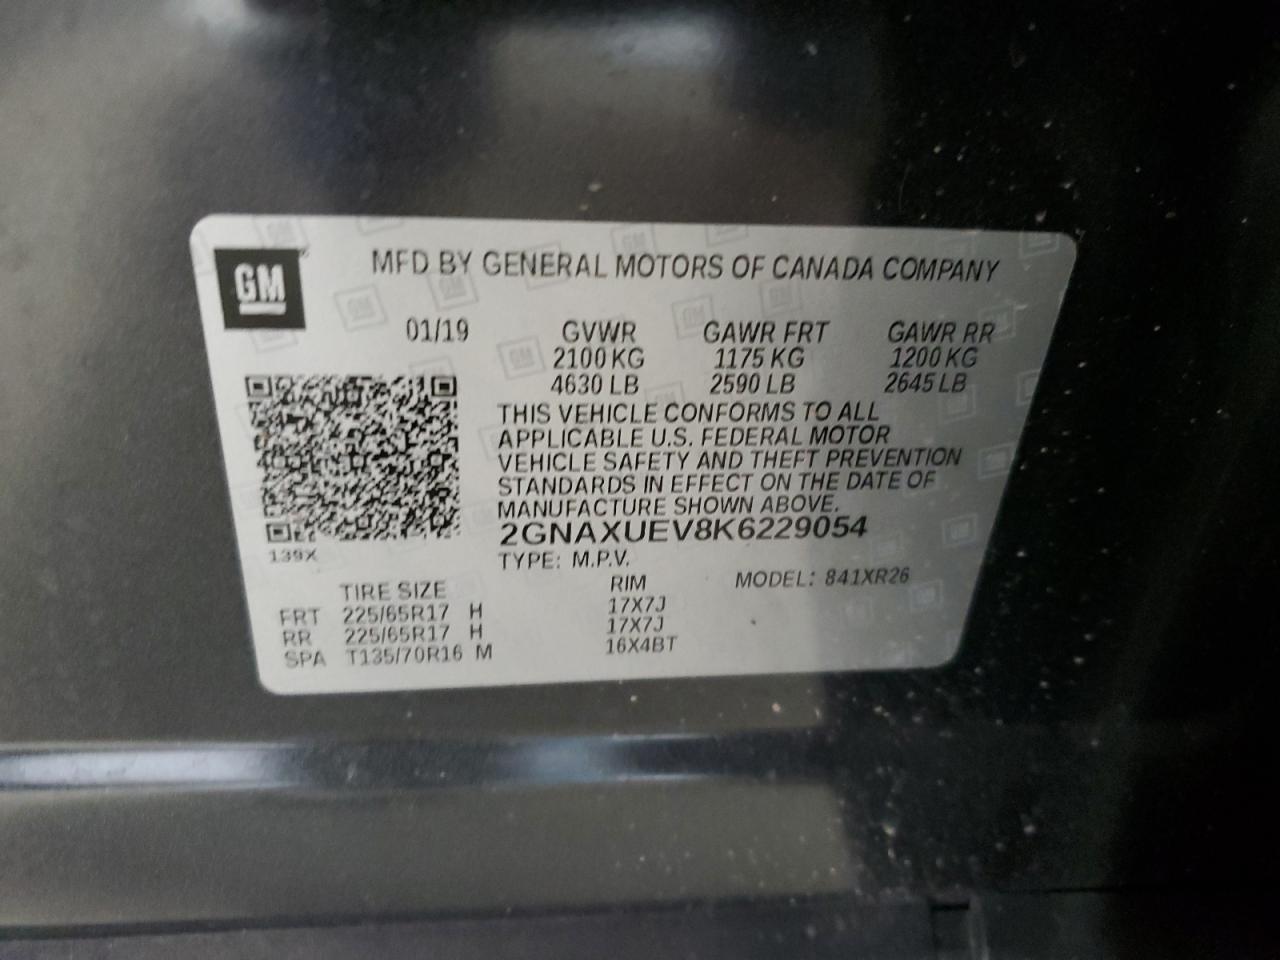 GM
MFD BY GENERAL MOTORS OF CANADA COMPANY
01/19 GVWR GAWR FRT GAWR RR
2100 KG 1175 KG 1200 KG
4630 LB 2590 LB 2645 LB
THIS VEHICLE CONFORMS TO ALL
APPLICABLE U.S. FEDERAL MOTOR
VEHICLE SAFETY AND THEFT PREVENTION
STANDARDS IN EFFECT ON THE DATE OF
MANUFACTURE SHOWN ABOVE.
2GNAXUEV8K6229054
139X
TYPE: M.P.V.
TIRE SIZE RIM MODEL: 841XR26
FRT 225/65R17 H 17X7J
RR 225/65R17 H 17X7J
SPA T135/70R16 M 16X4BT